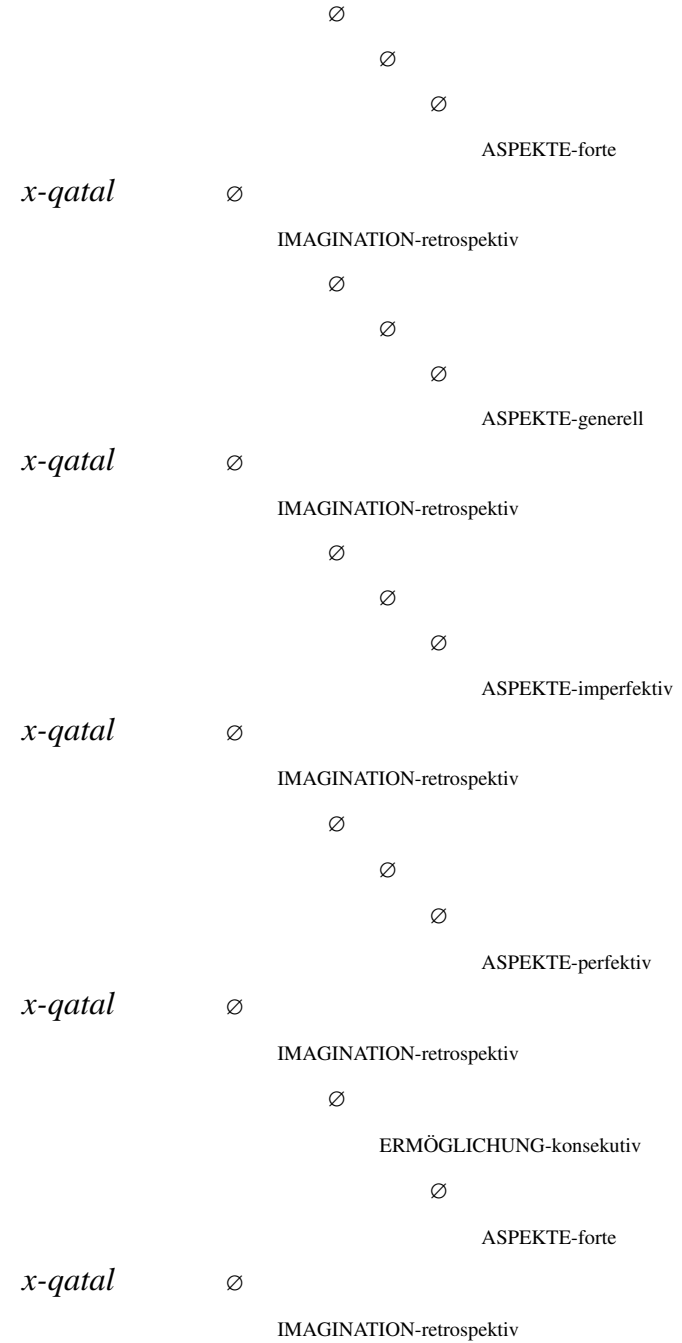 ∅
∅
∅
ASPEKTE-forte
x-qatal ∅
IMAGINATION-retrospektiv
∅
∅
∅
ASPEKTE-generell
x-qatal ∅
IMAGINATION-retrospektiv
∅
∅
∅
ASPEKTE-imperfektiv
x-qatal ∅
IMAGINATION-retrospektiv
∅
∅
∅
ASPEKTE-perfektiv
x-qatal ∅
IMAGINATION-retrospektiv
∅
ERMÖGLICHUNG-konsekutiv
∅
ASPEKTE-forte
x-qatal ∅
IMAGINATION-retrospektiv